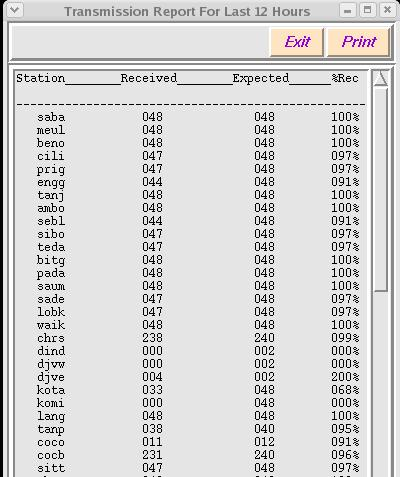 Transmission Report For Last 12 Hours
Exit Print
Station________Received________Expected______%Rec
--------------------------------------------------
saba 048 048 100%
meul 048 048 100%
beno 048 048 100%
cili 047 048 097%
prig 047 048 097%
engg 044 048 091%
tanj 048 048 100%
ambo 048 048 100%
sebl 044 048 091%
sibo 047 048 097%
teda 047 048 097%
bitg 048 048 100%
pada 048 048 100%
saum 048 048 100%
sade 047 048 097%
lobk 047 048 097%
waik 048 048 100%
chrs 238 240 099%
dind 000 002 000%
djvw 000 002 000%
djve 004 002 200%
kota 033 048 068%
komi 000 048 000%
lang 048 048 100%
tanp 038 040 095%
coco 011 012 091%
cocb 231 240 096%
sitt 047 048 097%